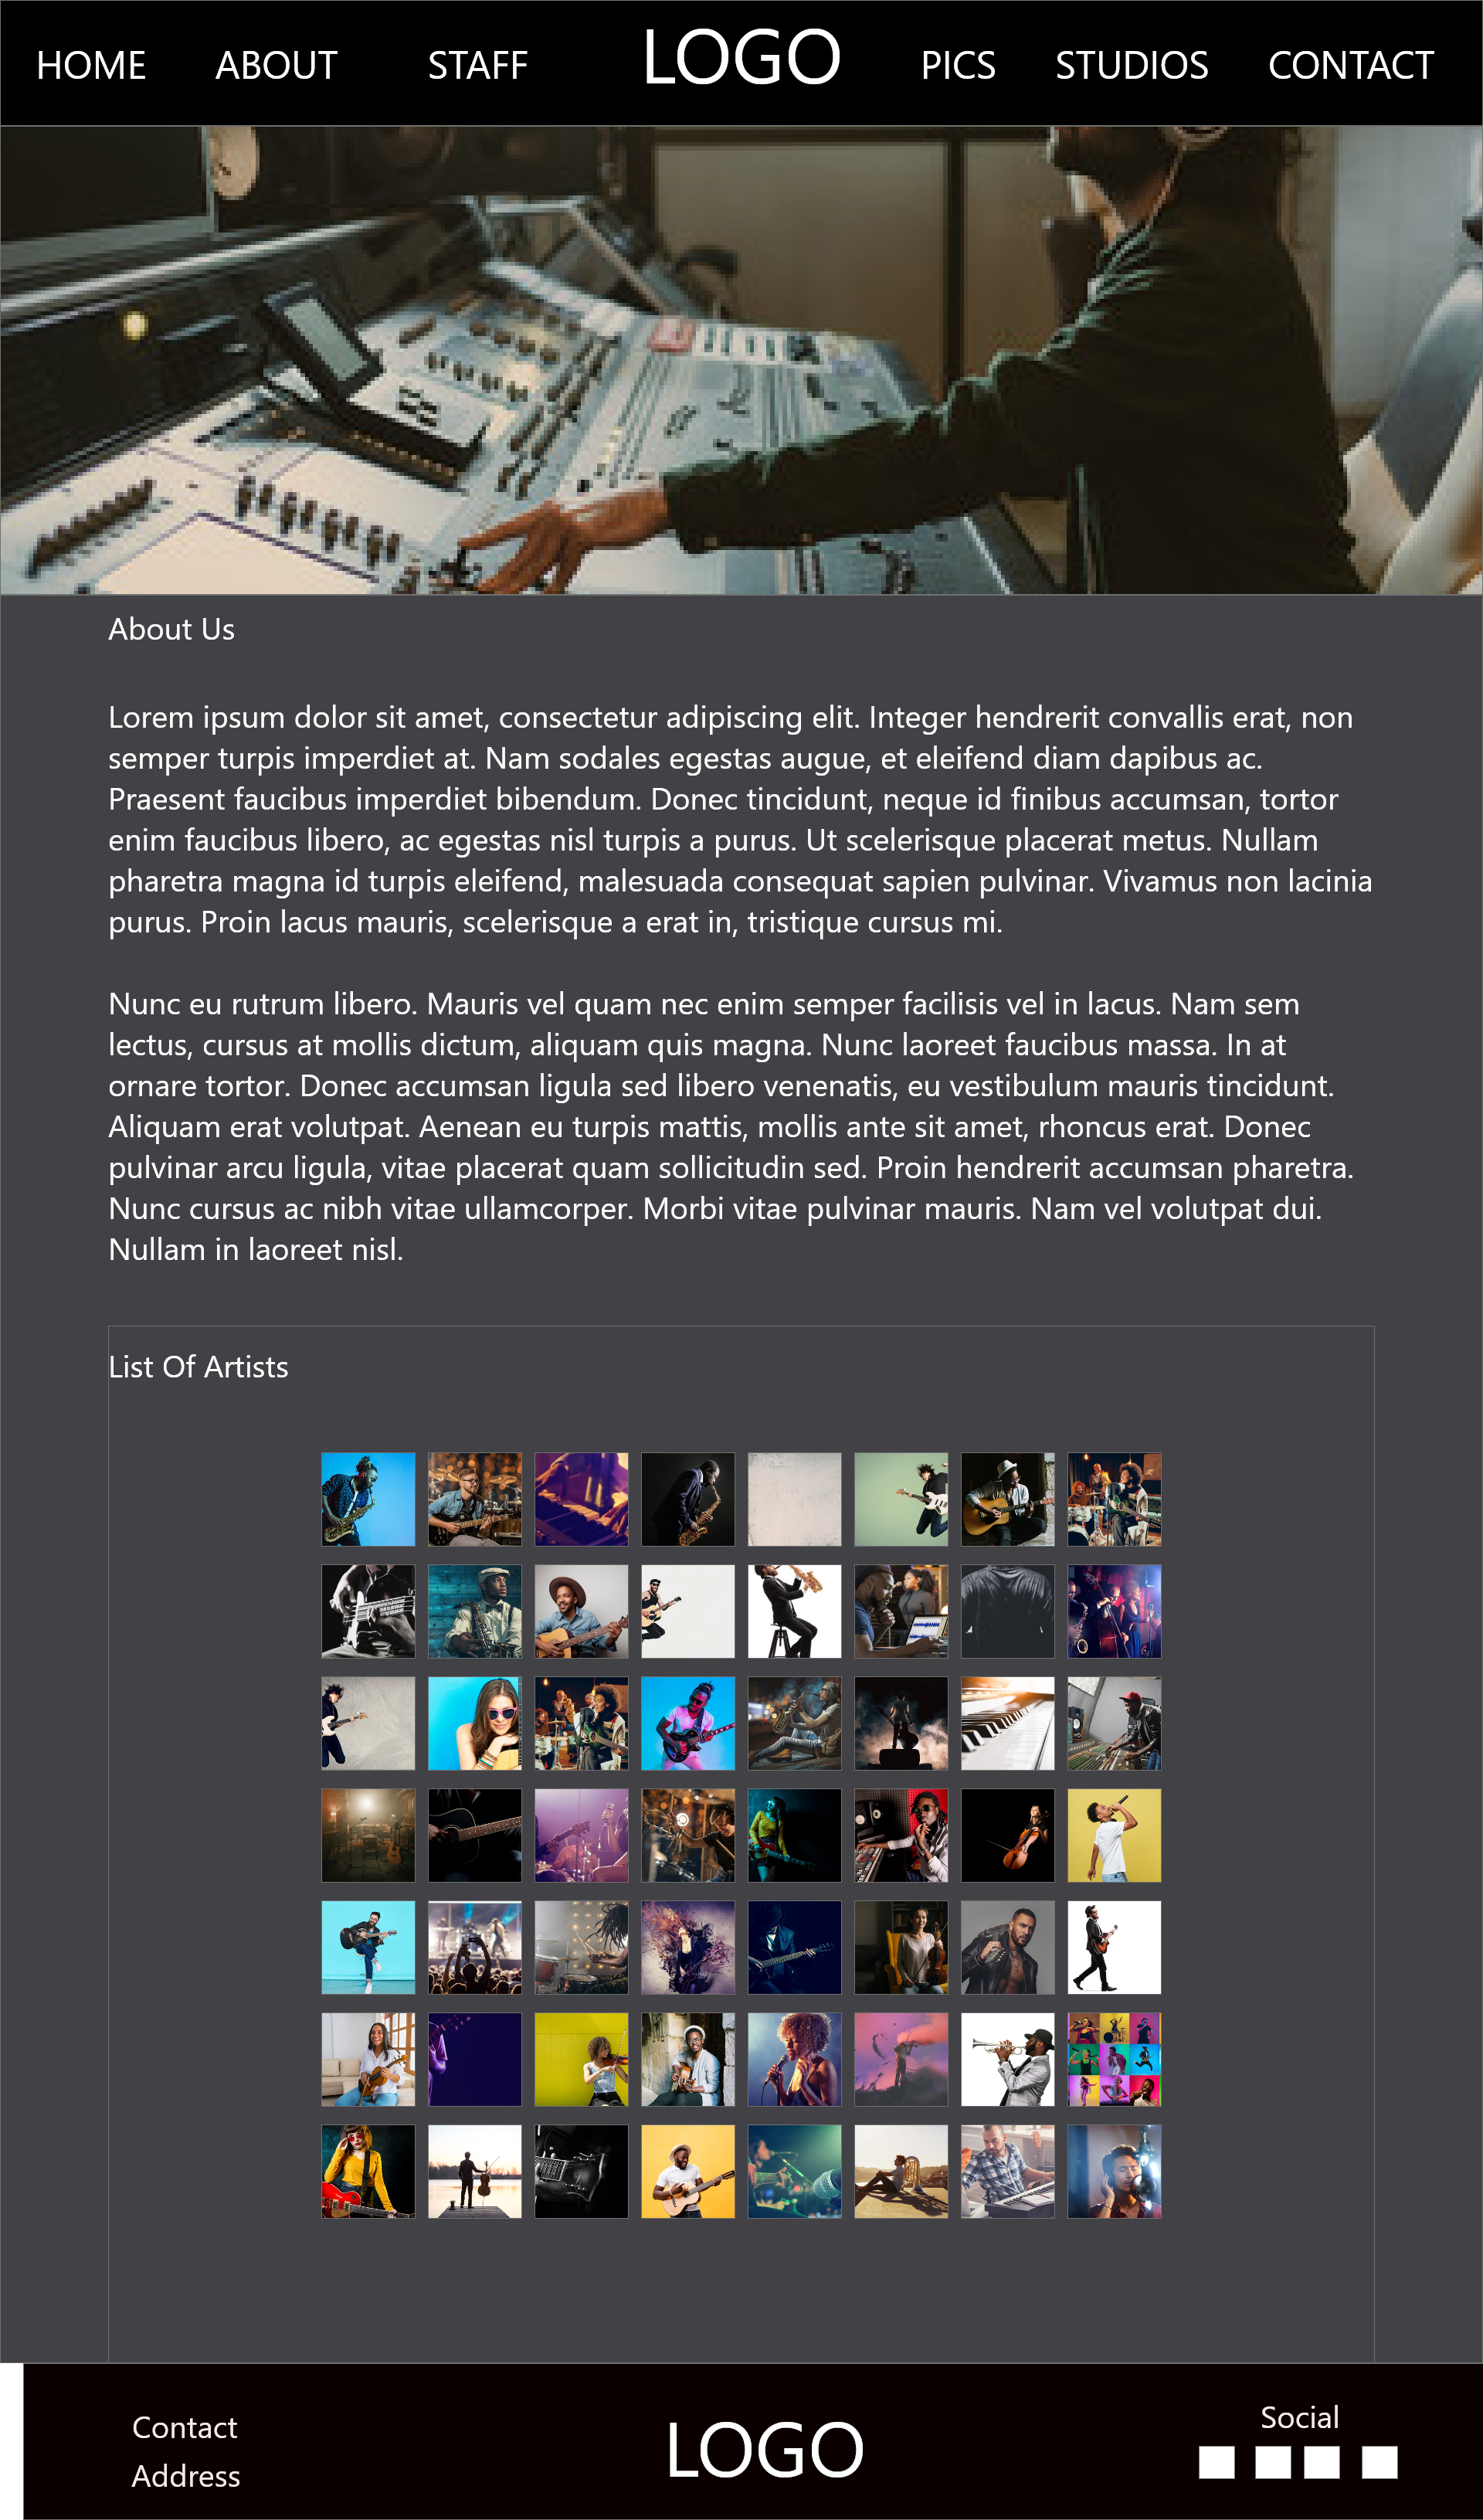 HOME ABOUT STAFF LOGO PICS STUDIOS CONTACT
About Us
Lorem ipsum dolor sit amet, consectetur adipiscing elit. Integer hendrerit convallis erat, non
semper turpis imperdiet at. Nam sodales egestas augue, et eleifend diam dapibus ac.
Praesent faucibus imperdiet bibendum. Donec tincidunt, neque id finibus accumsan, tortor
enim faucibus libero, ac egestas nisl turpis a purus. Ut scelerisque placerat metus. Nullam
pharetra magna id turpis eleifend, malesuada consequat sapien pulvinar. Vivamus non lacinia
purus. Proin lacus mauris, scelerisque a erat in, tristique cursus mi.
Nunc eu rutrum libero. Mauris vel quam nec enim semper facilisis vel in lacus. Nam sem
lectus, cursus at mollis dictum, aliquam quis magna. Nunc laoreet faucibus massa. In at
ornare tortor. Donec accumsan ligula sed libero venenatis, eu vestibulum mauris tincidunt.
Aliquam erat volutpat. Aenean eu turpis mattis, mollis ante sit amet, rhoncus erat. Donec
pulvinar arcu ligula, vitae placerat quam sollicitudin sed. Proin hendrerit accumsan pharetra.
Nunc cursus ac nibh vitae ullamcorper. Morbi vitae pulvinar mauris. Nam vel volutpat dui.
Nullam in laoreet nisl.
List Of Artists
Contact
Address
LOGO
Social